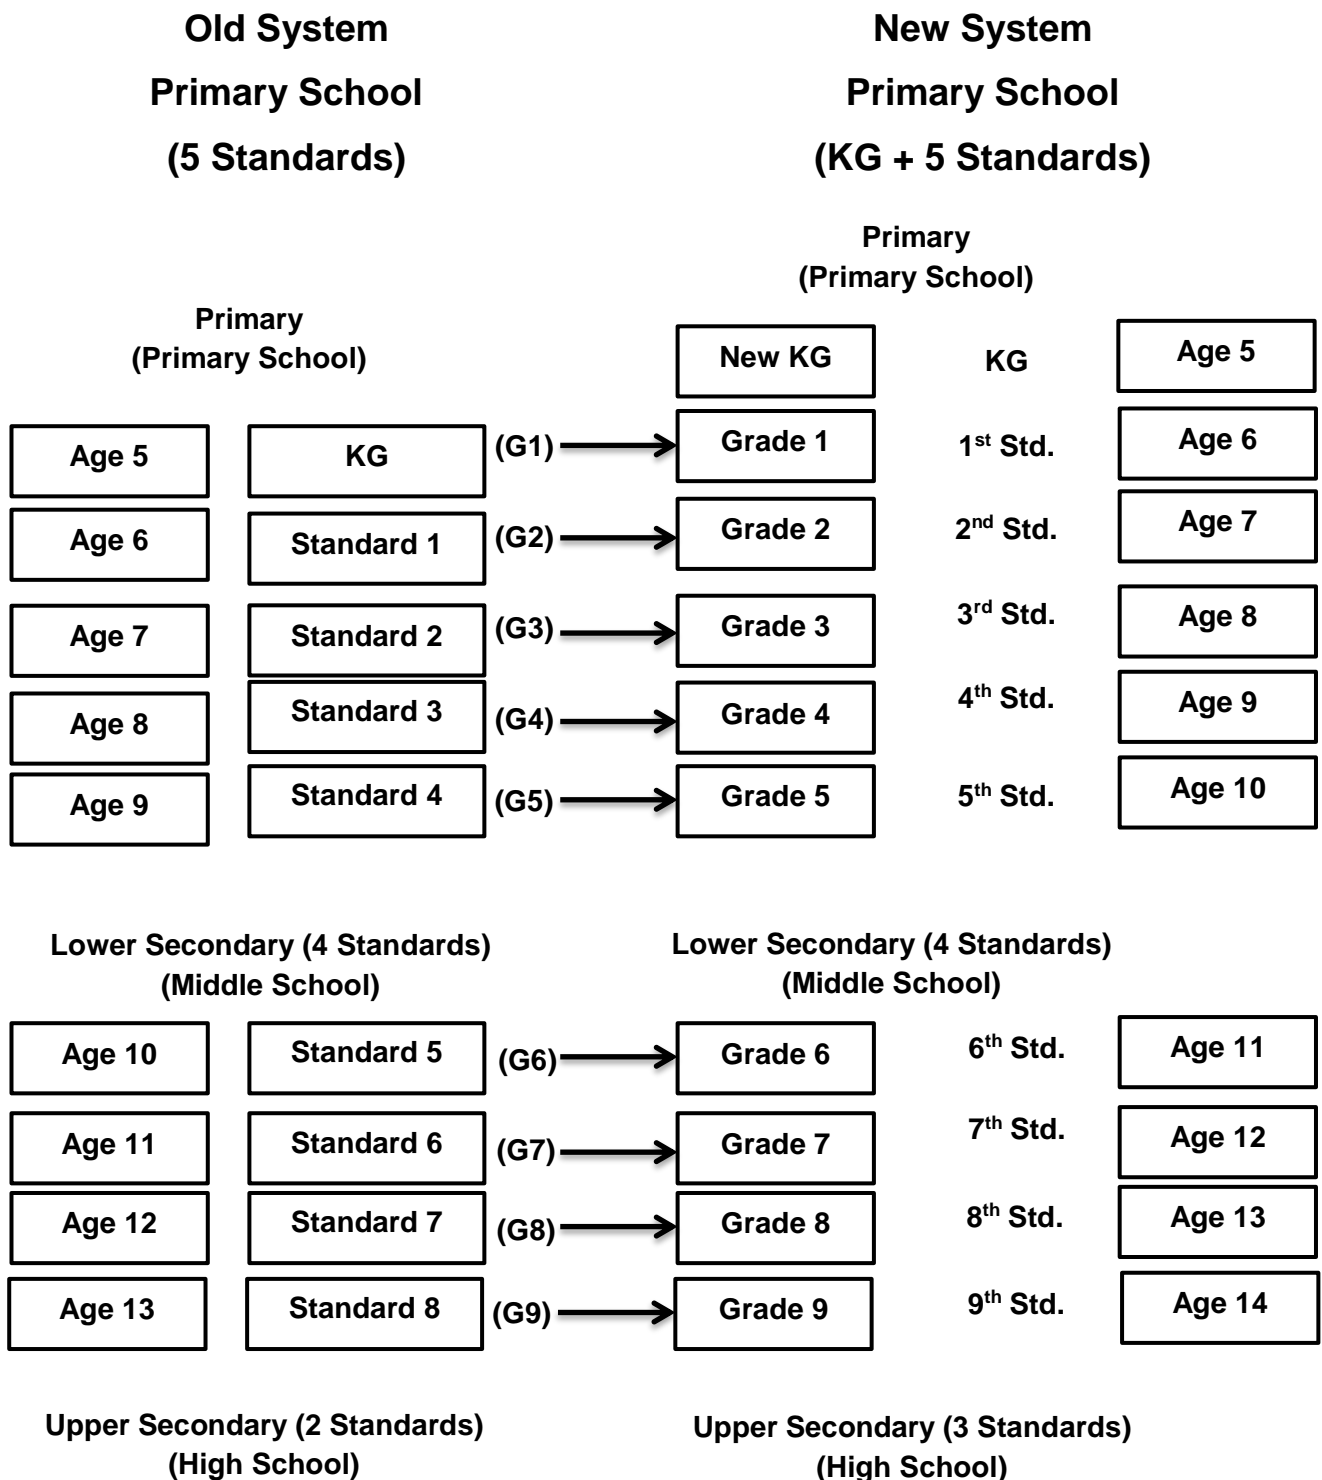 Old System
Primary School
(5 Standards)
New System
Primary School
(KG + 5 Standards)
Primary
(Primary School)
Primary
(Primary School)
New KG KG Age 5
Age 5 KG (G1) Grade 1 1st Std. Age 6
Age 6 Standard 1 (G2) Grade 2 2nd Std. Age 7
Age 7 Standard 2 (G3) Grade 3 3rd Std. Age 8
Age 8 Standard 3 (G4) Grade 4 4th Std. Age 9
Age 9 Standard 4 (G5) Grade 5 5th Std. Age 10
Lower Secondary (4 Standards)
(Middle School)
Lower Secondary (4 Standards)
(Middle School)
Age 10 Standard 5 (G6) Grade 6 6th Std. Age 11
Age 11 Standard 6 (G7) Grade 7 7th Std. Age 12
Age 12 Standard 7 (G8) Grade 8 8th Std. Age 13
Age 13 Standard 8 (G9) Grade 9 9th Std. Age 14
Upper Secondary (2 Standards)
(High School)
Upper Secondary (3 Standards)
(High School)